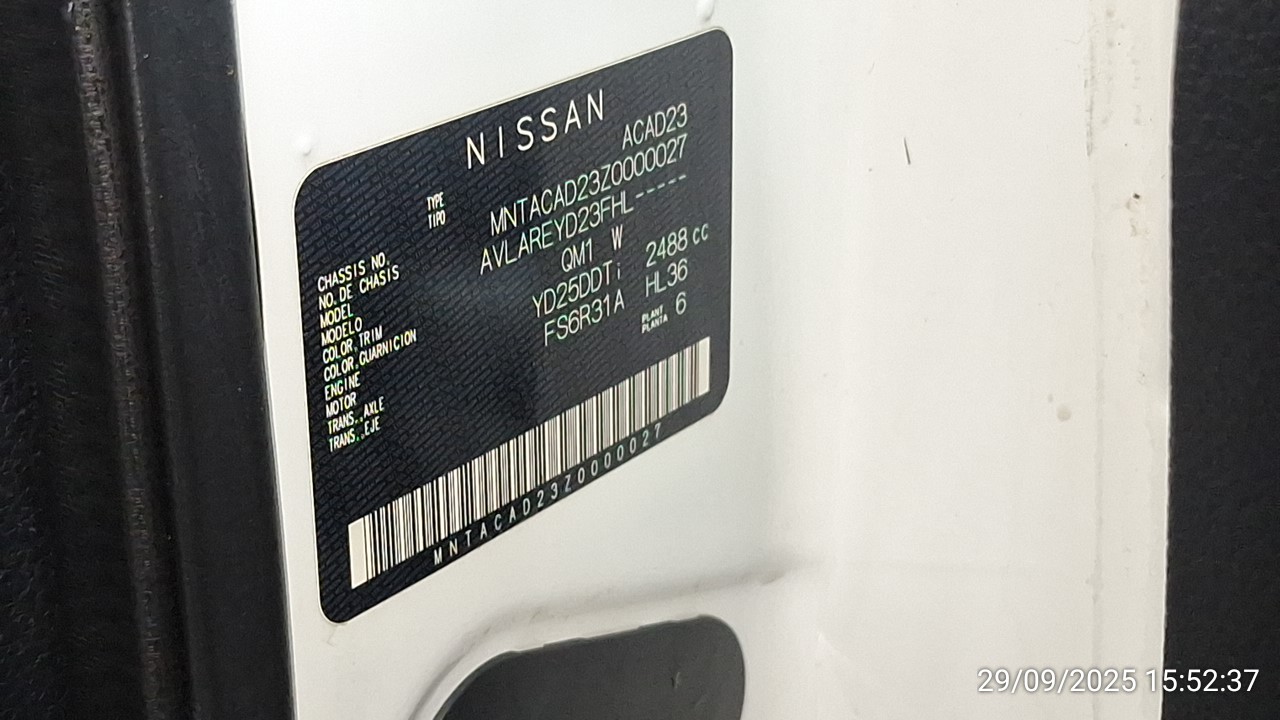 NISSAN
TYPE ACAD23
TIPO
CHASSIS NO. MNTACAD23Z0000027
NO. DE CHASIS
MODEL AVLAREYD23FHL-----
MODELO
COLOR,TRIM QM1 W
COLOR,GUARNICION
ENGINE YD25DDTi 2488 cc
MOTOR
TRANS.,AXLE FS6R31A HL36
TRANS.,EJE
PLANT 6
PLANTA
MNTACAD23Z0000027
29/09/2025 15:52:37